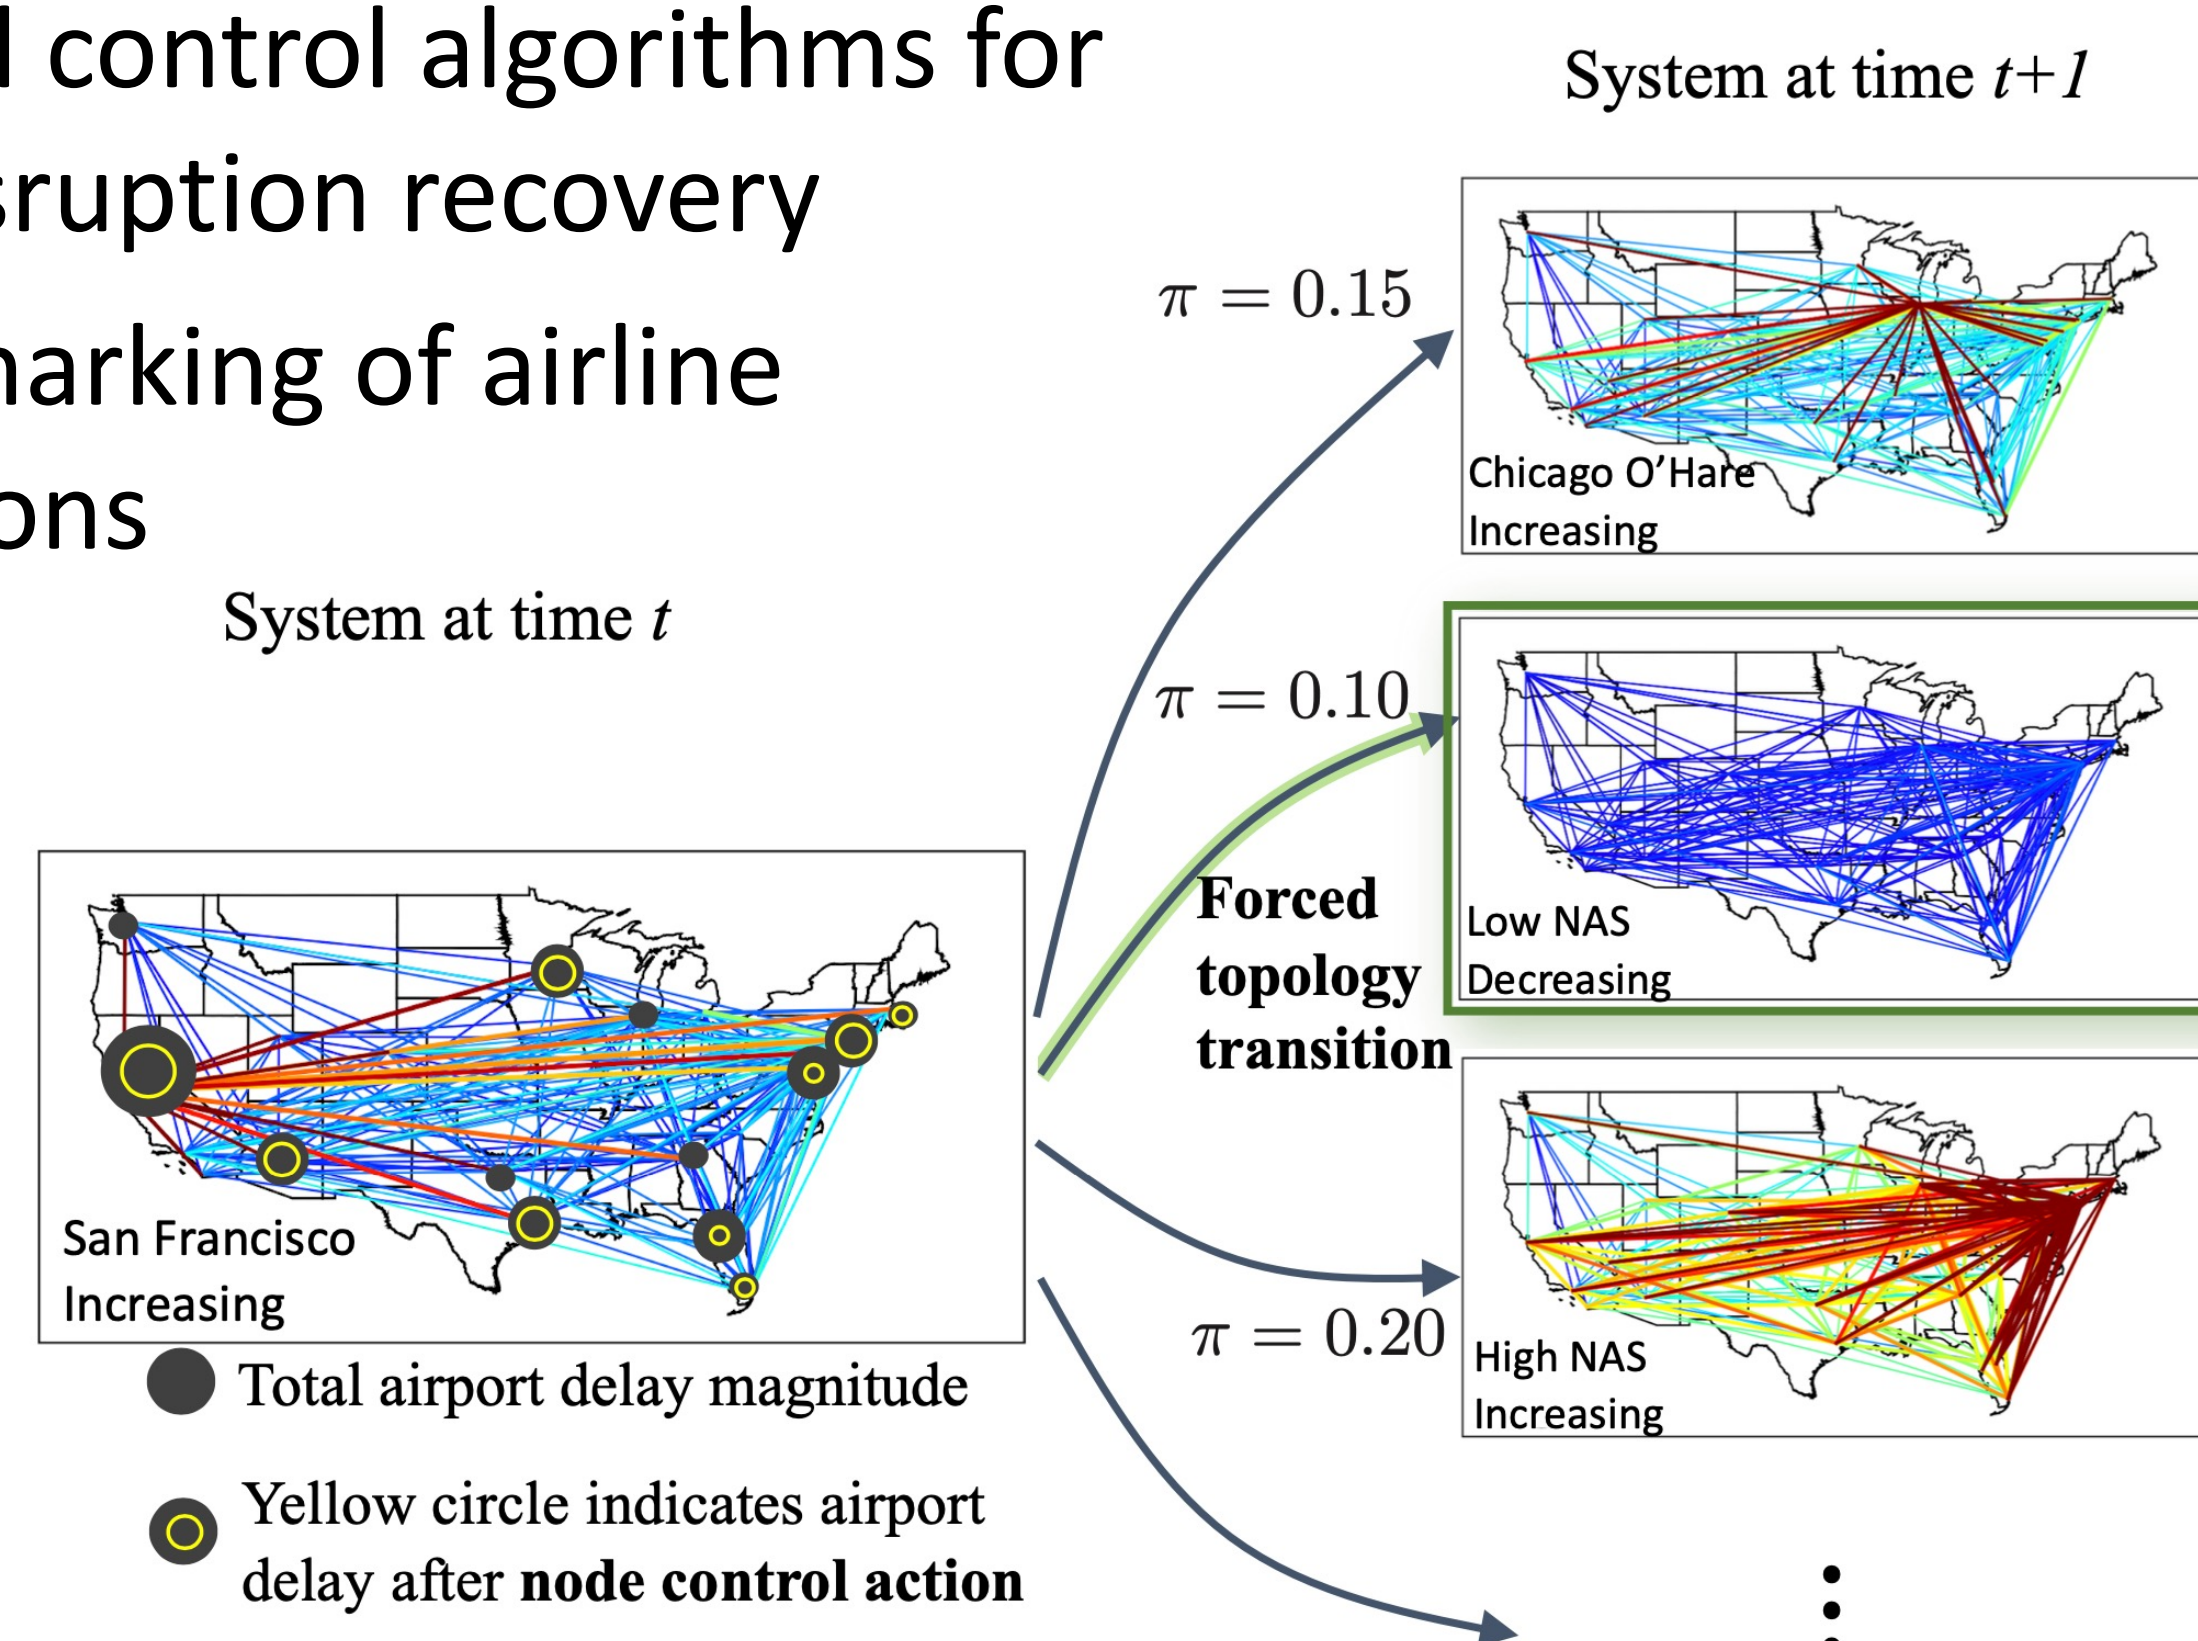 control algorithms for
sruption recovery
arking of airline
ons
System at time t
System at time t+1
π = 0.15
Chicago O’Hare
Increasing
π = 0.10
Forced
topology
transition
Low NAS
Decreasing
San Francisco
Increasing
π = 0.20
High NAS
Increasing
Total airport delay magnitude
Yellow circle indicates airport
delay after node control action